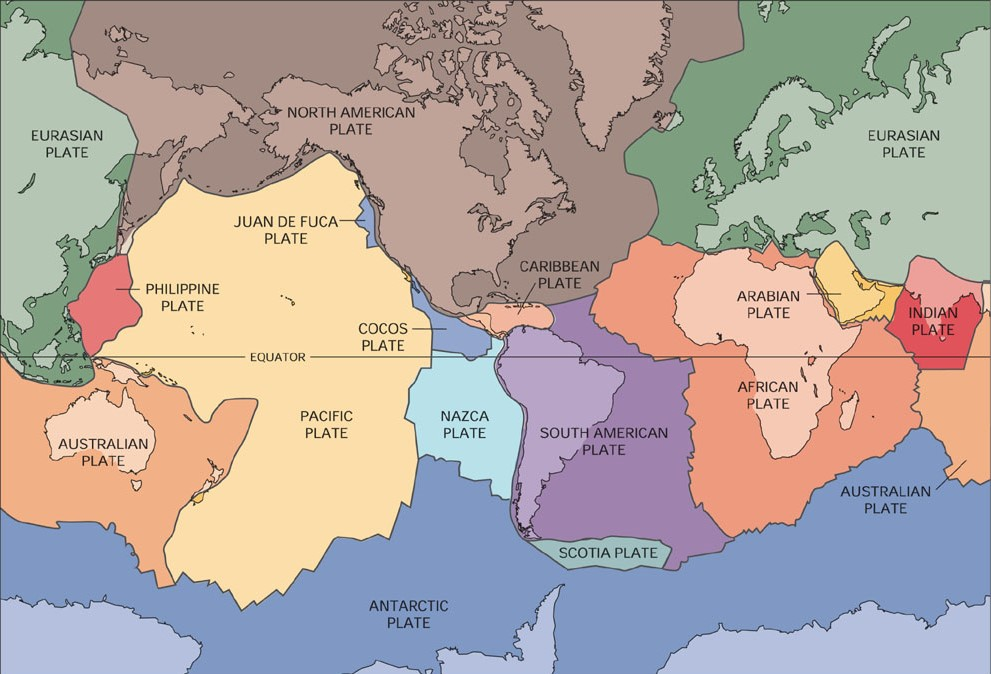 NORTH AMERICAN
PLATE
EURASIAN
PLATE
EURASIAN
PLATE
JUAN DE FUCA
PLATE
CARIBBEAN
PLATE
PHILIPPINE
PLATE
ARABIAN
PLATE
INDIAN
PLATE
COCOS
PLATE
EQUATOR
AFRICAN
PLATE
PACIFIC
PLATE
NAZCA
PLATE
SOUTH AMERICAN
PLATE
AUSTRALIAN
PLATE
AUSTRALIAN
PLATE
SCOTIA PLATE
ANTARCTIC
PLATE